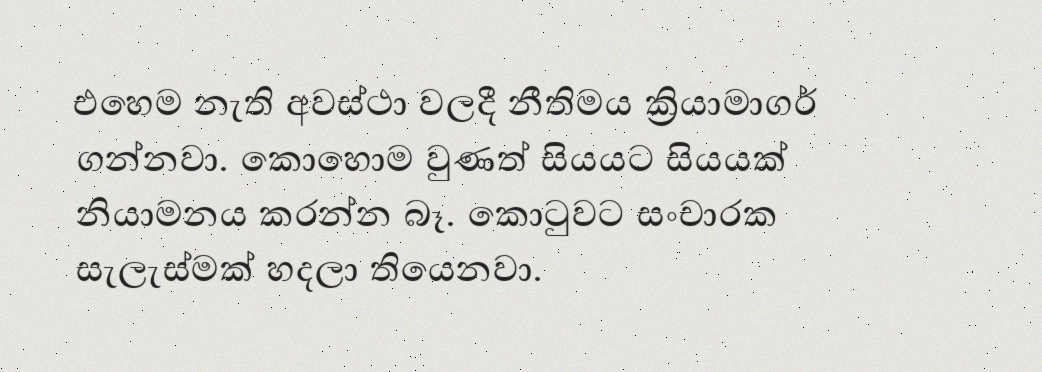 එහෙම නැති අවස්ථා වලදී නීතිමය ක්‍රියාමාගර්
ගන්නවා. කොහොම වුණත් සියයට සියයක්
නියාමනය කරන්න බෑ. කොටුවට සංචාරක
සැලැස්මක් හදලා තියෙනවා.